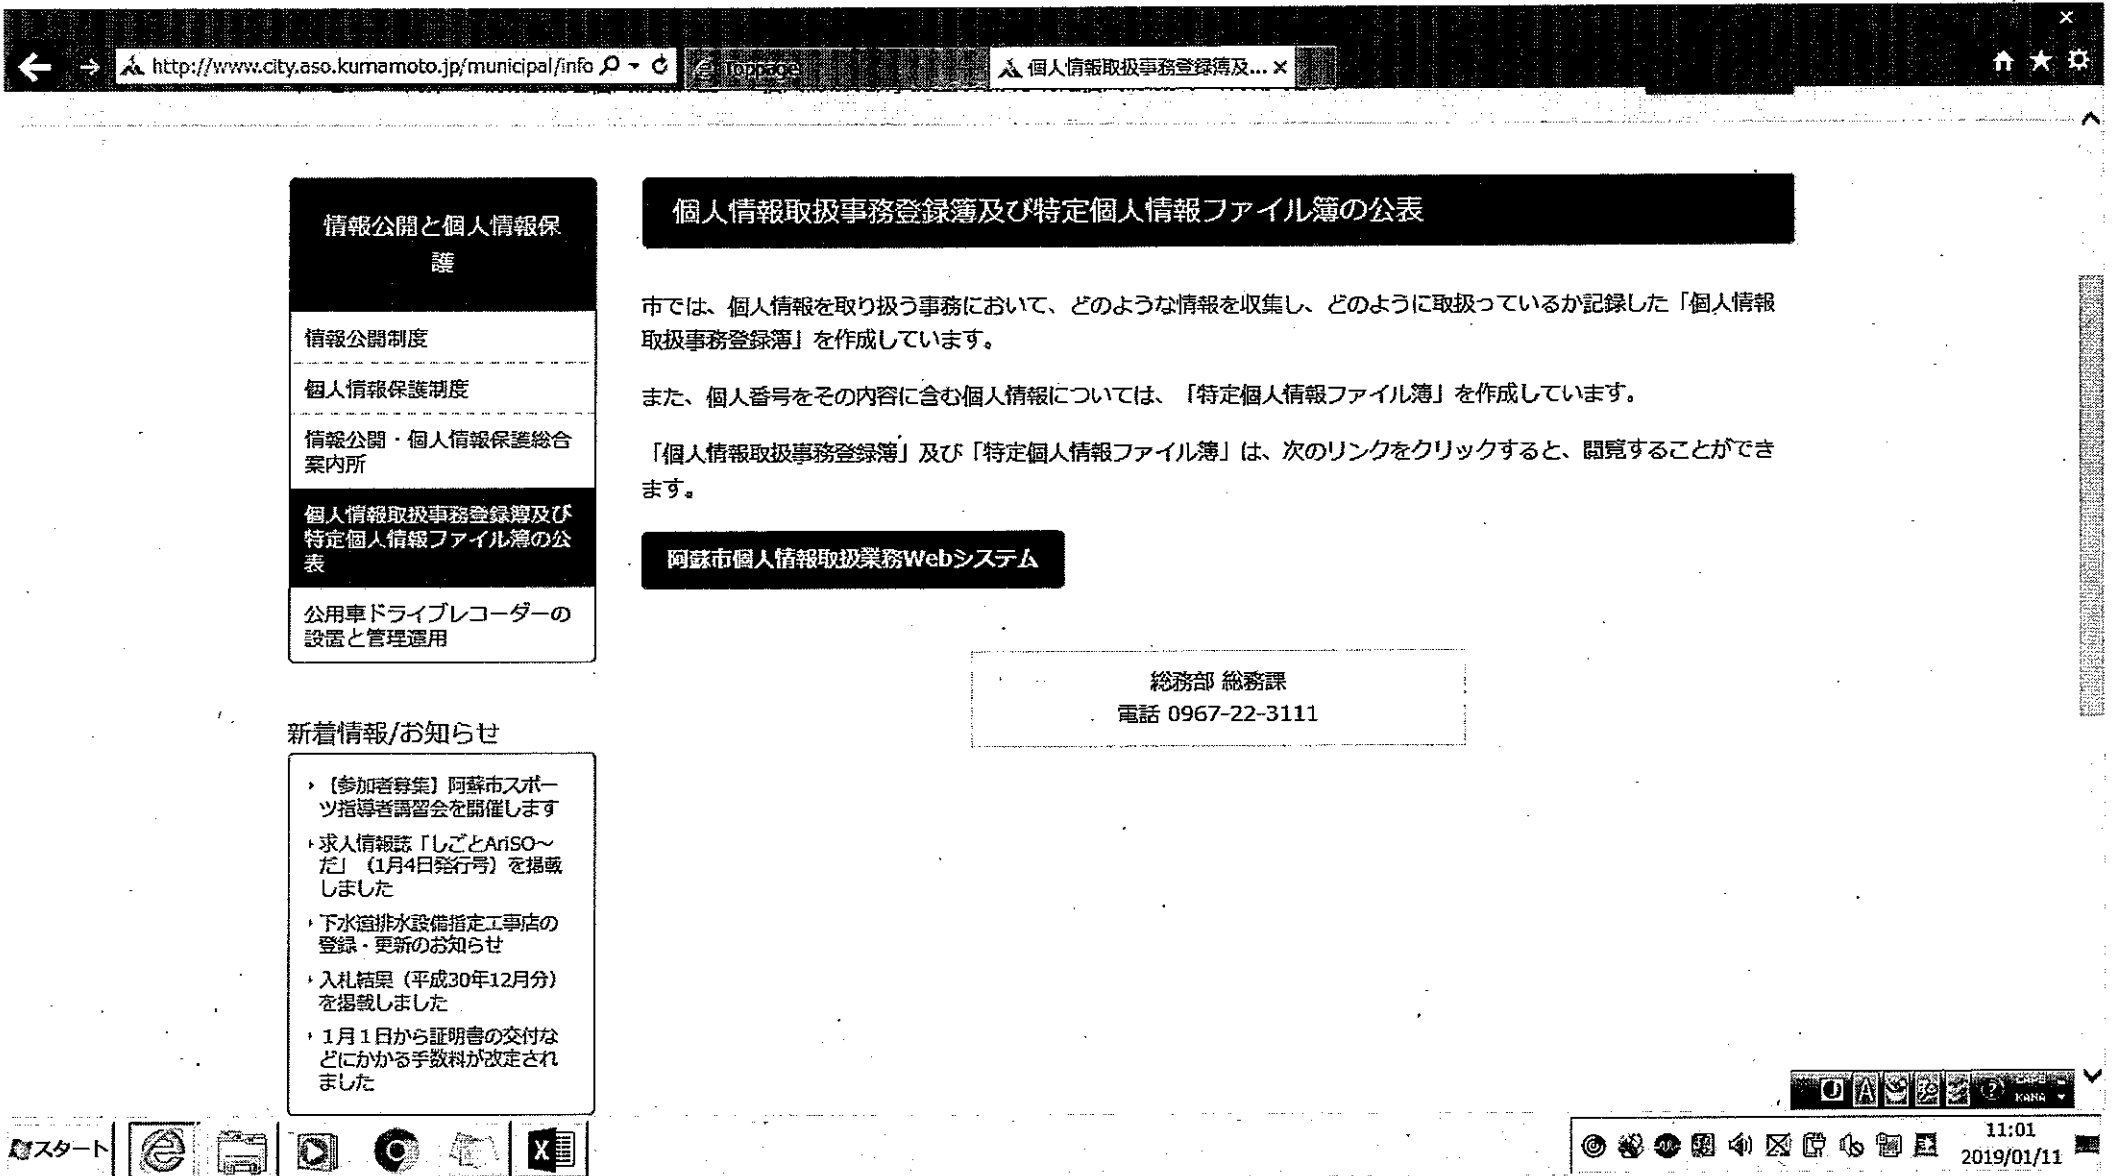 http://www.city.aso.kumamoto.jp/municipal/info
Toppage
個人情報取扱事務登録簿及...
情報公開と個人情報保
護
情報公開制度
個人情報保護制度
情報公開・個人情報保護総合
案内所
個人情報取扱事務登録簿及び
特定個人情報ファイル簿の公
表
公用車ドライブレコーダーの
設置と管理運用
新着情報/お知らせ
【参加者募集】阿蘇市スポー
ツ指導者講習会を開催します
求人情報誌「しごとAriSO～
だ」（1月4日発行号）を掲載
しました
下水道排水設備指定工事店の
登録・更新のお知らせ
入札結果（平成30年12月分）
を掲載しました
１月１日から証明書の交付な
どにかかる手数料が改定され
ました
個人情報取扱事務登録簿及び特定個人情報ファイル簿の公表
市では、個人情報を取り扱う事務において、どのような情報を収集し、どのように取扱っているか記録した「個人情報
取扱事務登録簿」を作成しています。
また、個人番号をその内容に含む個人情報については、「特定個人情報ファイル簿」を作成しています。
「個人情報取扱事務登録簿」及び「特定個人情報ファイル簿」は、次のリンクをクリックすると、閲覧することができ
ます。
阿蘇市個人情報取扱業務Webシステム
総務部 総務課
電話 0967-22-3111
KANA
スタート
11:01
2019/01/11